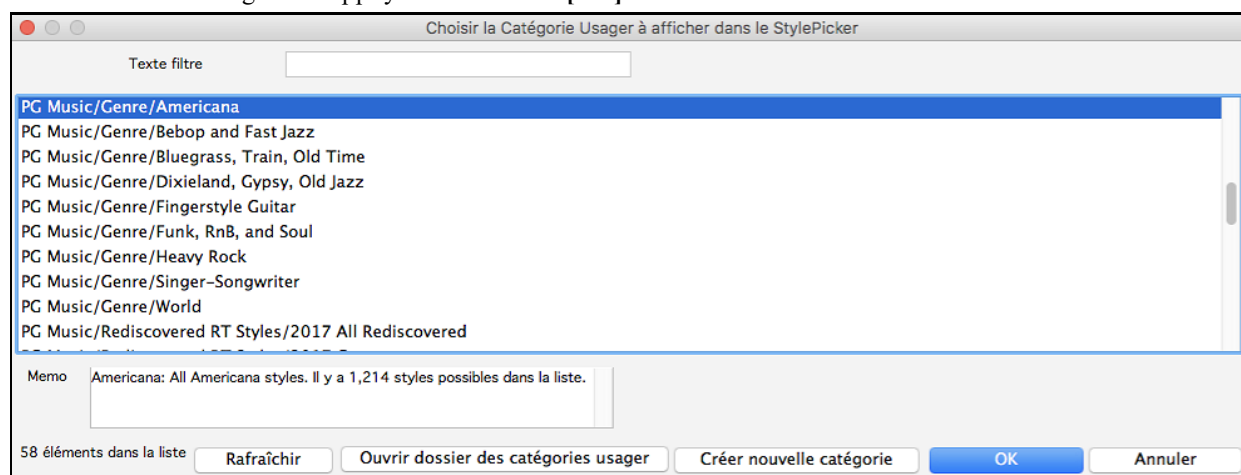 Choisir la Catégorie Usager à afficher dans le StylePicker
Texte filtre
PG Music/Genre/Americana
PG Music/Genre/Bebop and Fast Jazz
PG Music/Genre/Bluegrass, Train, Old Time
PG Music/Genre/Dixieland, Gypsy, Old Jazz
PG Music/Genre/Fingerstyle Guitar
PG Music/Genre/Funk, RnB, and Soul
PG Music/Genre/Heavy Rock
PG Music/Genre/Singer-Songwriter
PG Music/Genre/World
PG Music/Rediscovered RT Styles/2017 All Rediscovered
Memo Americana: All Americana styles. Il y a 1,214 styles possibles dans la liste.
58 éléments dans la liste Rafraîchir Ouvrir dossier des catégories usager Créer nouvelle catégorie OK Annuler